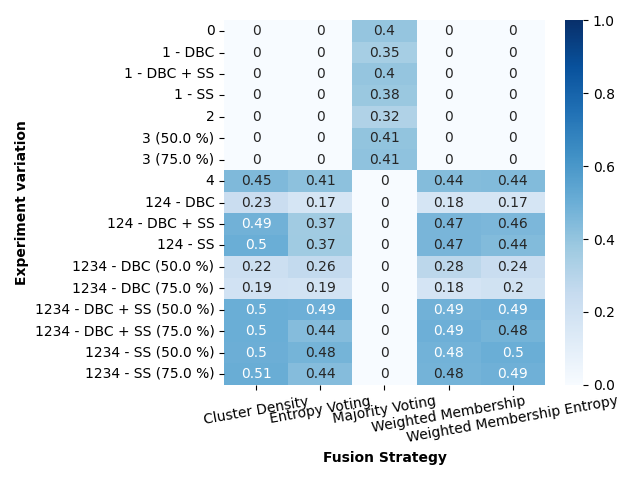 0 0 0 0.4 0 0 1.0
1 - DBC 0 0 0.35 0 0
1 - DBC + SS 0 0 0.4 0 0
1 - SS 0 0 0.38 0 0 0.8
2 0 0 0.32 0 0
3 (50.0 %) 0 0 0.41 0 0
3 (75.0 %) 0 0 0.41 0 0
4 0.45 0.41 0 0.44 0.44 0.6
124 - DBC 0.23 0.17 0 0.18 0.17
124 - DBC + SS 0.49 0.37 0 0.47 0.46
124 - SS 0.5 0.37 0 0.47 0.44 0.4
1234 - DBC (50.0 %) 0.22 0.26 0 0.28 0.24
1234 - DBC (75.0 %) 0.19 0.19 0 0.18 0.2
1234 - DBC + SS (50.0 %) 0.5 0.49 0 0.49 0.49 0.2
1234 - DBC + SS (75.0 %) 0.5 0.44 0 0.49 0.48
1234 - SS (50.0 %) 0.5 0.48 0 0.48 0.5
1234 - SS (75.0 %) 0.51 0.44 0 0.48 0.49 0.0
Experiment variation
Cluster Density
Entropy Voting
Majority Voting
Weighted Membership
Weighted Membership Entropy
Fusion Strategy